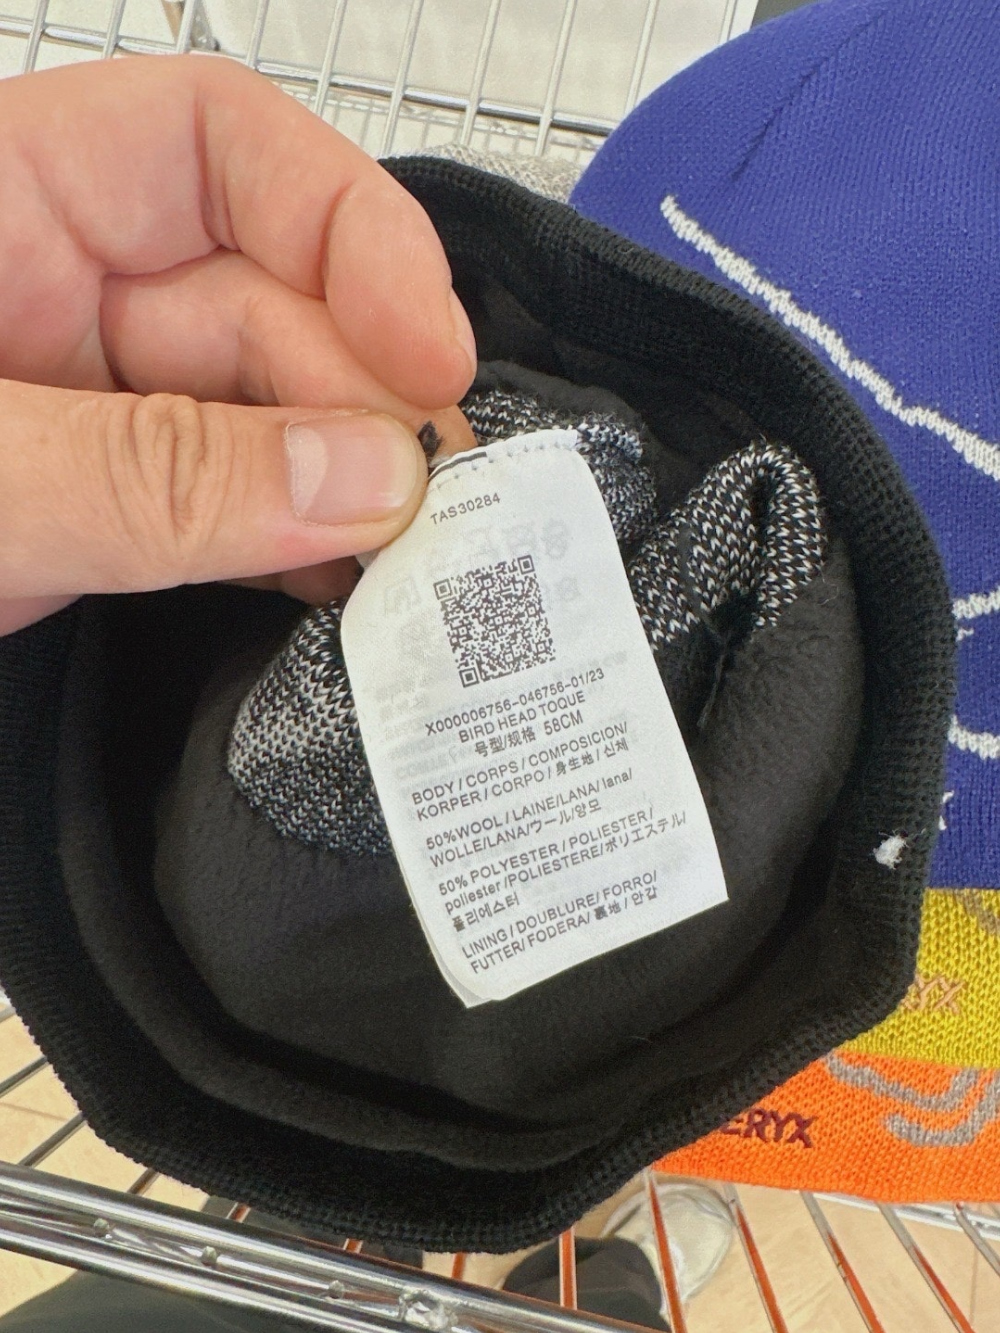 TAS30284
X000006756-046756-01/23
BIRD HEAD TOQUE
号型/规格 58CM
BODY / CORPS / COMPOSICION/
KORPER / CORPO / 身生地 / 신체
50%WOOL / LAINE/LANA/ lana/
WOLLE/LANA/ウール/양모
50% POLYESTER / POLIESTER /
poliester /POLIESTERE/ポリエステル/
폴리에스터
LINING / DOUBLURE/ FORRO/
FUTTER/ FODERA/ 裏地 / 안감
RYX
ERYX